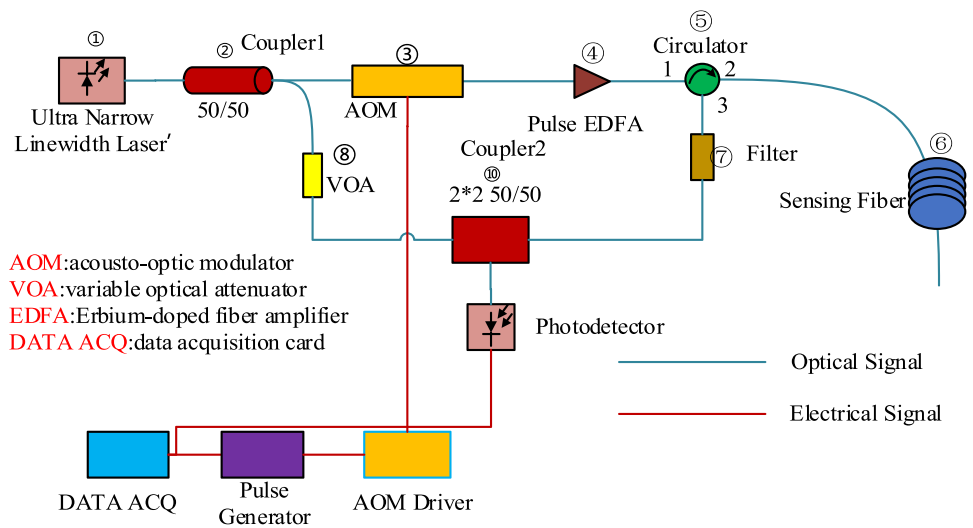 ①
Ultra Narrow
Linewidth Laser'
②
Coupler1
50/50
③
AOM
④
Pulse EDFA
⑤
Circulator
1
2
3
⑥
Sensing Fiber
⑦
Filter
⑧
VOA
Coupler2
⑩
2*2 50/50
Photodetector
AOM:acousto-optic modulator
VOA:variable optical attenuator
EDFA:Erbium-doped fiber amplifier
DATA ACQ:data acquisition card
Optical Signal
Electrical Signal
DATA ACQ
Pulse
Generator
AOM Driver